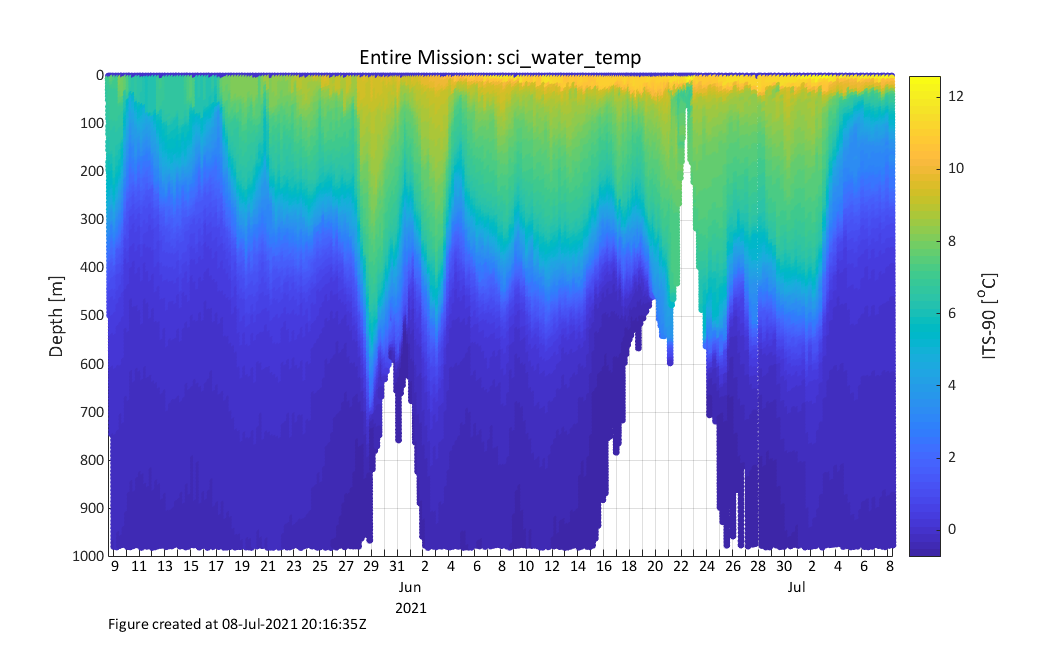 Entire Mission: sci_water_temp
0
100
200
300
400
500
600
700
800
900
1000
Depth [m]
9 11 13 15 17 19 21 23 25 27 29 31 2 4 6 8 10 12 14 16 18 20 22 24 26 28 30 2 4 6 8
Jun
Jul
2021
12
10
8
6
4
2
0
ITS-90 [°C]
Figure created at 08-Jul-2021 20:16:35Z